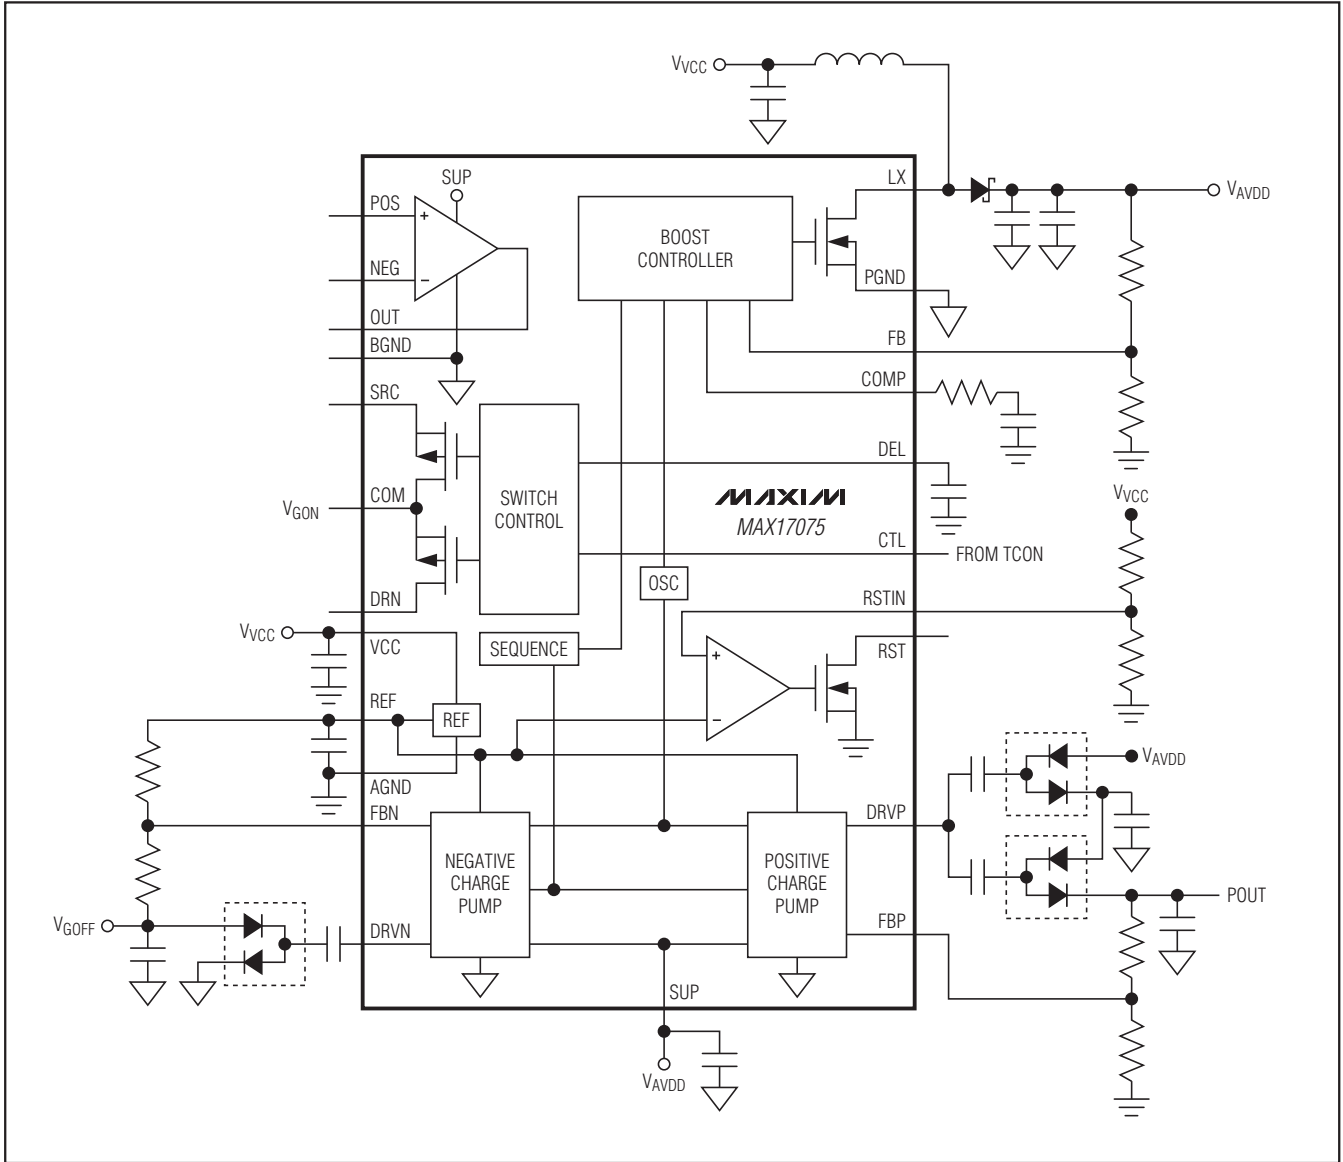 VVCC
SUP
LX
VAVDD
POS
BOOST
CONTROLLER
NEG
PGND
OUT
FB
BGND
COMP
SRC
DEL
VVCC
COM
VGON
SWITCH
CONTROL
MAXIM
MAX17075
CTL
FROM TCON
OSC
DRN
RSTIN
VVCC
VCC
SEQUENCE
RST
REF
REF
VAVDD
AGND
FBN
DRVP
NEGATIVE
CHARGE
PUMP
POSITIVE
CHARGE
PUMP
POUT
VGOFF
DRVN
FBP
SUP
VAVDD